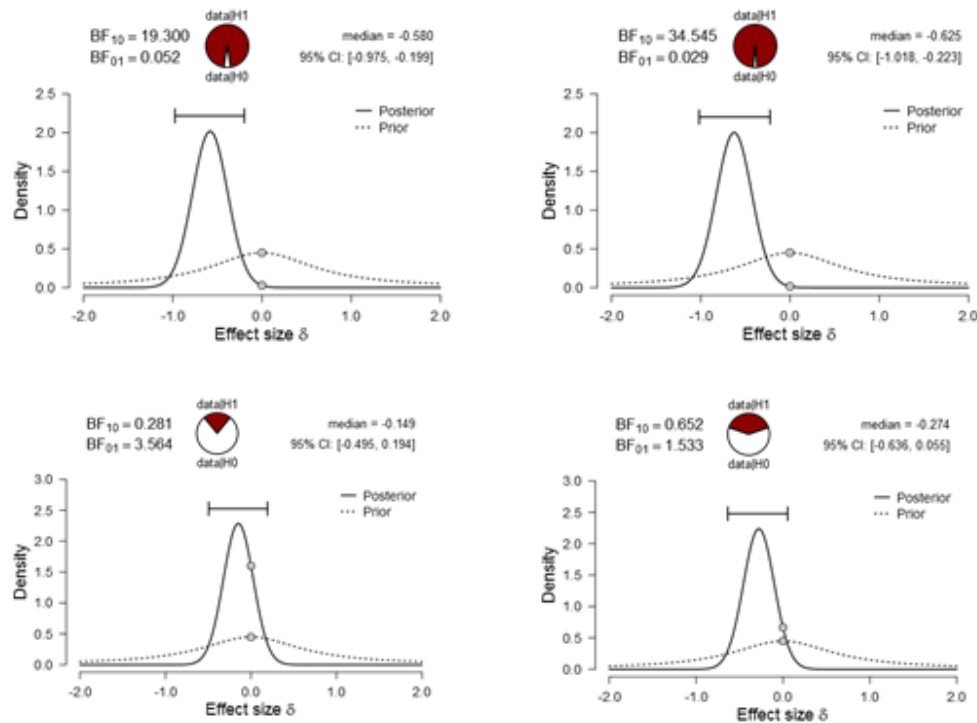 data|H1
BF10 = 19.300
BF01 = 0.052
median = -0.580
95% CI: [-0.975, -0.199]
data|H0
2.5
2.0
1.5
1.0
0.5
0.0
Density
Posterior
Prior
-2.0 -1.0 0.0 1.0 2.0
Effect size δ
data|H1
BF10 = 34.545
BF01 = 0.029
median = -0.625
95% CI: [-1.018, -0.223]
data|H0
2.5
2.0
1.5
1.0
0.5
0.0
Density
Posterior
Prior
-2.0 -1.0 0.0 1.0 2.0
Effect size δ
data|H1
BF10 = 0.281
BF01 = 3.564
median = -0.149
95% CI: [-0.495, 0.194]
data|H0
3.0
2.5
2.0
1.5
1.0
0.5
0.0
Density
Posterior
Prior
-2.0 -1.0 0.0 1.0 2.0
Effect size δ
data|H1
BF10 = 0.652
BF01 = 1.533
median = -0.274
95% CI: [-0.636, 0.055]
data|H0
3.0
2.5
2.0
1.5
1.0
0.5
0.0
Density
Posterior
Prior
-2.0 -1.0 0.0 1.0 2.0
Effect size δ